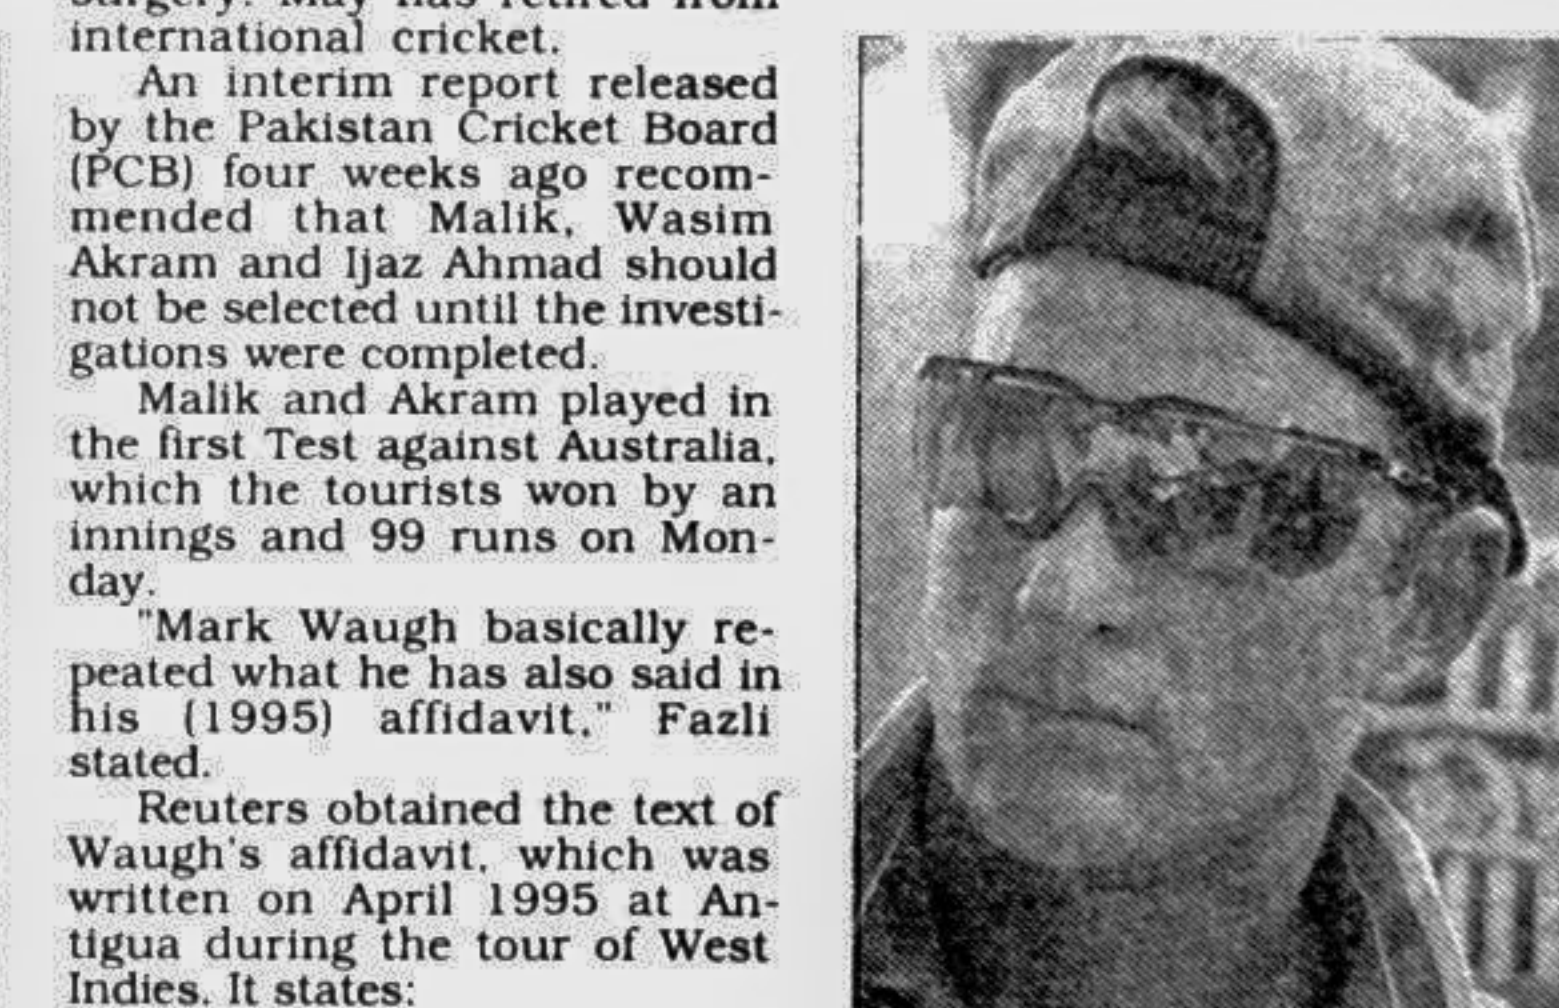 surgery. May has retired from
international cricket.
An interim report released
by the Pakistan Cricket Board
(PCB) four weeks ago recom-
mended that Malik, Wasim
Akram and Ijaz Ahmad should
not be selected until the investi-
gations were completed.
Malik and Akram played in
the first Test against Australia,
which the tourists won by an
innings and 99 runs on Mon-
day.
"Mark Waugh basically re-
peated what he has also said in
his (1995) affidavit," Fazli
stated.
Reuters obtained the text of
Waugh's affidavit, which was
written on April 1995 at An-
tigua during the tour of West
Indies. It states: